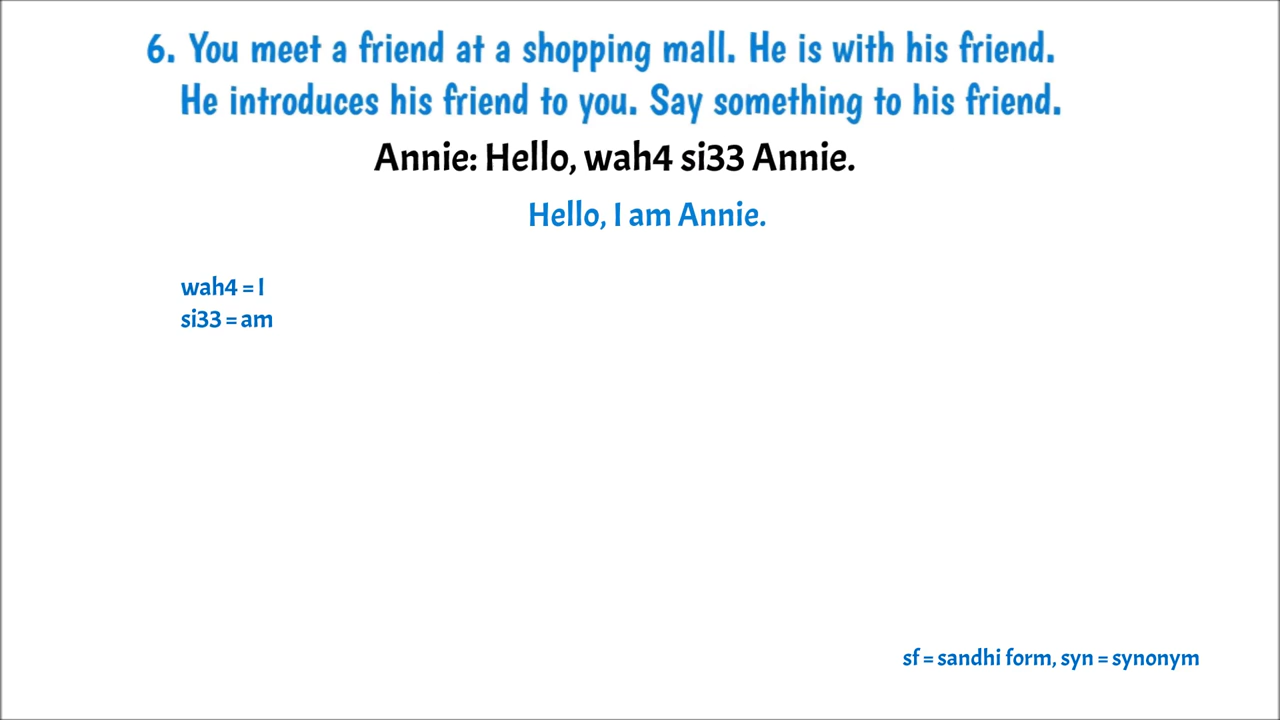 6. You meet a friend at a shopping mall. He is with his friend.
He introduces his friend to you. Say something to his friend.
Annie: Hello, wah4 si33 Annie.
Hello, I am Annie.
wah4 = I
si33 = am
sf = sandhi form, syn = synonym